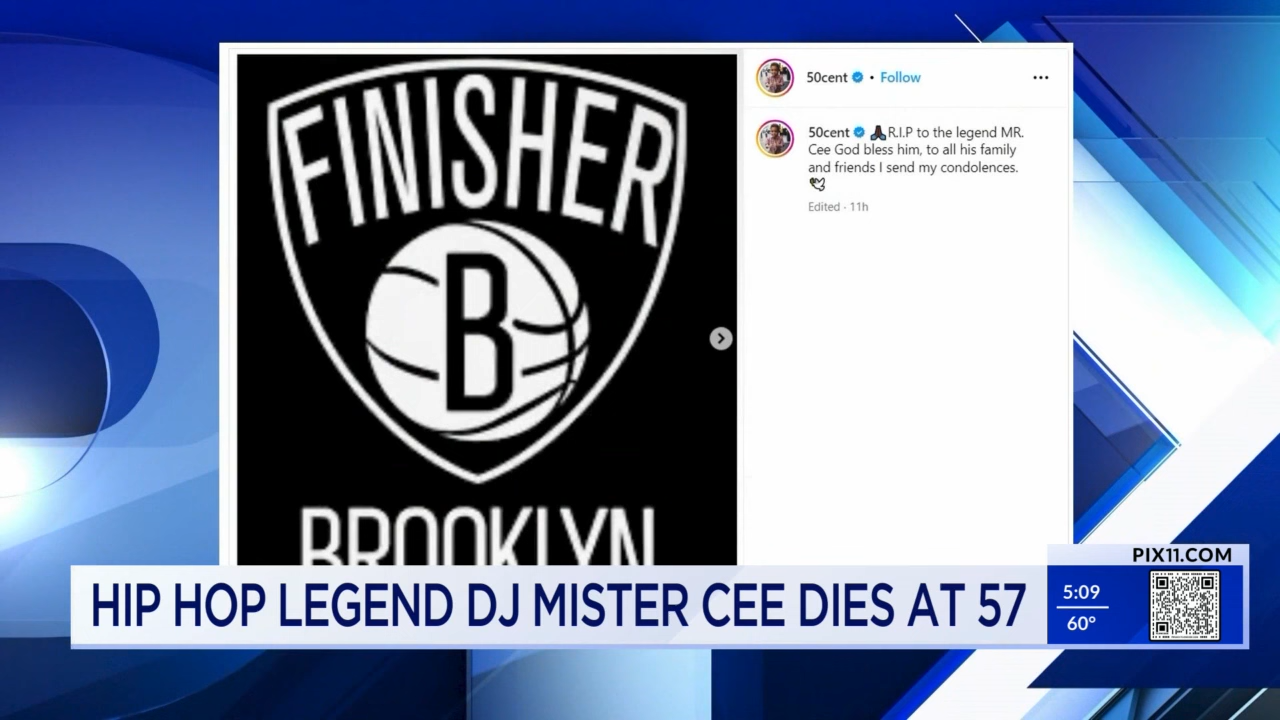 FINISHER
B
BROOKLYN
50cent • Follow
50cent R.I.P to the legend MR.
Cee God bless him, to all his family
and friends I send my condolences.
Edited · 11h
PIX11.COM
HIP HOP LEGEND DJ MISTER CEE DIES AT 57
5:09
60°